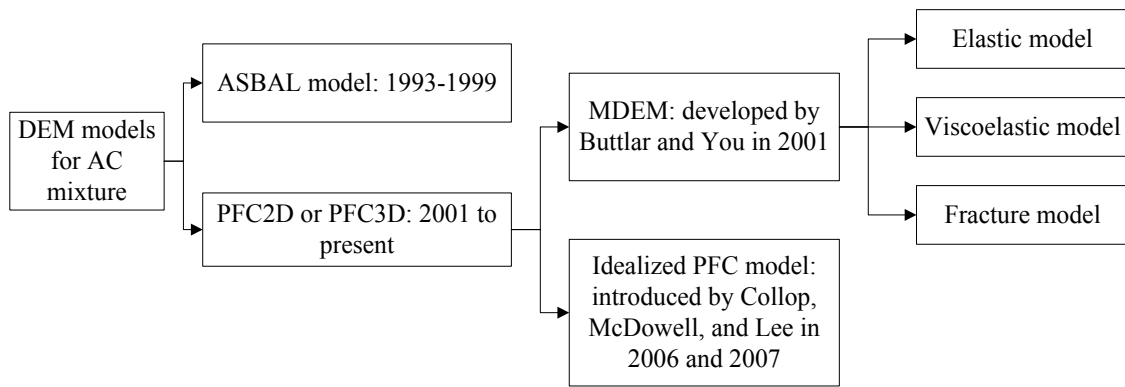 DEM models
for AC
mixture
ASBAL model: 1993-1999
PFC2D or PFC3D: 2001 to
present
MDEM: developed by
Buttlar and You in 2001
Idealized PFC model:
introduced by Collop,
McDowell, and Lee in
2006 and 2007
Elastic model
Viscoelastic model
Fracture model